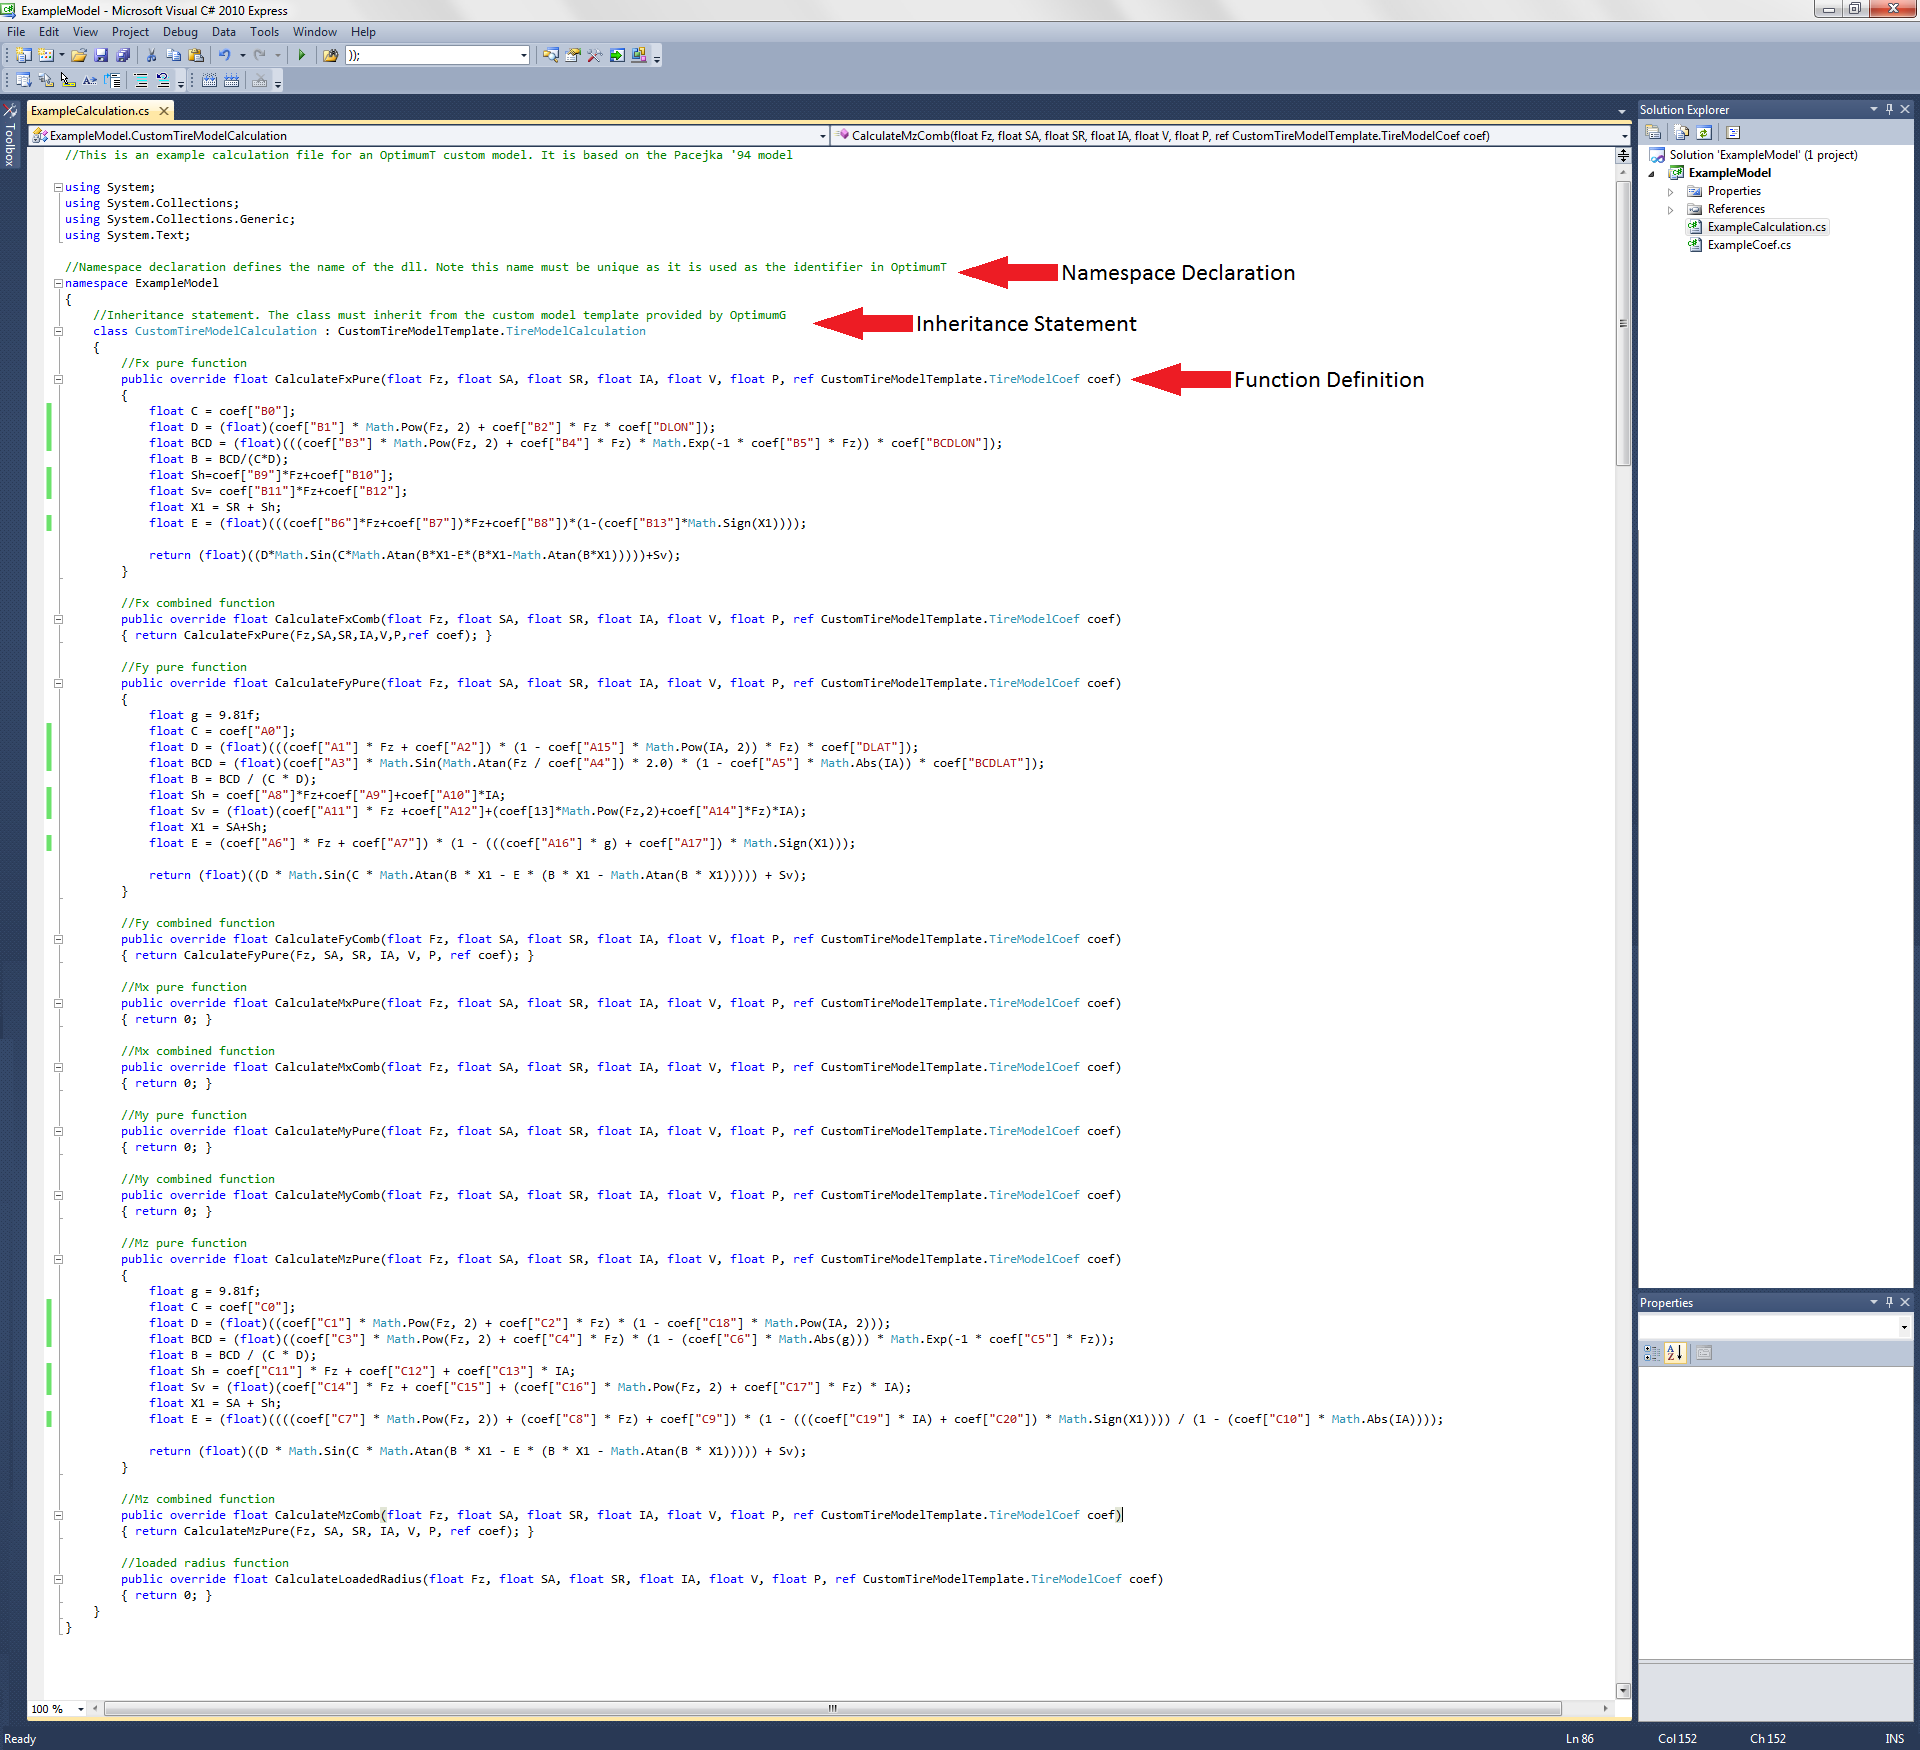 ExampleModel - Microsoft Visual C# 2010 Express
File Edit View Project Debug Data Tools Window Help
));
Toolbox
ExampleCalculation.cs
ExampleModel.CustomTireModelCalculation
CalculateMzComb(float Fz, float SA, float SR, float IA, float V, float P, ref CustomTireModelTemplate.TireModelCoef coef)
//This is an example calculation file for an OptimumT custom model. It is based on the Pacejka '94 model
using System;
using System.Collections;
using System.Collections.Generic;
using System.Text;
//Namespace declaration defines the name of the dll. Note this name must be unique as it is used as the identifier in OptimumT
Namespace Declaration
namespace ExampleModel
{
//Inheritance statement. The class must inherit from the custom model template provided by OptimumG
Inheritance Statement
class CustomTireModelCalculation : CustomTireModelTemplate.TireModelCalculation
{
//Fx pure function
public override float CalculateFxPure(float Fz, float SA, float SR, float IA, float V, float P, ref CustomTireModelTemplate.TireModelCoef coef)
Function Definition
{
float C = coef["B0"];
float D = (float)(coef["B1"] * Math.Pow(Fz, 2) + coef["B2"] * Fz * coef["DLON"]);
float BCD = (float)(((coef["B3"] * Math.Pow(Fz, 2) + coef["B4"] * Fz) * Math.Exp(-1 * coef["B5"] * Fz)) * coef["BCDLON"]);
float B = BCD/(C*D);
float Sh=coef["B9"]*Fz+coef["B10"];
float Sv= coef["B11"]*Fz+coef["B12"];
float X1 = SR + Sh;
float E = (float)(((coef["B6"]*Fz+coef["B7"])*Fz+coef["B8"])*(1-(coef["B13"]*Math.Sign(X1))));
return (float)((D*Math.Sin(C*Math.Atan(B*X1-E*(B*X1-Math.Atan(B*X1)))))+Sv);
}
//Fx combined function
public override float CalculateFxComb(float Fz, float SA, float SR, float IA, float V, float P, ref CustomTireModelTemplate.TireModelCoef coef)
{ return CalculateFxPure(Fz,SA,SR,IA,V,P,ref coef); }
//Fy pure function
public override float CalculateFyPure(float Fz, float SA, float SR, float IA, float V, float P, ref CustomTireModelTemplate.TireModelCoef coef)
{
float g = 9.81f;
float C = coef["A0"];
float D = (float)(((coef["A1"] * Fz + coef["A2"]) * (1 - coef["A15"] * Math.Pow(IA, 2)) * Fz) * coef["DLAT"]);
float BCD = (float)(coef["A3"] * Math.Sin(Math.Atan(Fz / coef["A4"]) * 2.0) * (1 - coef["A5"] * Math.Abs(IA)) * coef["BCDLAT"]);
float B = BCD / (C * D);
float Sh = coef["A8"]*Fz+coef["A9"]+coef["A10"]*IA;
float Sv = (float)(coef["A11"] * Fz +coef["A12"]+(coef[13]*Math.Pow(Fz,2)+coef["A14"]*Fz)*IA);
float X1 = SA+Sh;
float E = (coef["A6"] * Fz + coef["A7"]) * (1 - (((coef["A16"] * g) + coef["A17"]) * Math.Sign(X1)));
return (float)((D * Math.Sin(C * Math.Atan(B * X1 - E * (B * X1 - Math.Atan(B * X1))))) + Sv);
}
//Fy combined function
public override float CalculateFyComb(float Fz, float SA, float SR, float IA, float V, float P, ref CustomTireModelTemplate.TireModelCoef coef)
{ return CalculateFyPure(Fz, SA, SR, IA, V, P, ref coef); }
//Mx pure function
public override float CalculateMxPure(float Fz, float SA, float SR, float IA, float V, float P, ref CustomTireModelTemplate.TireModelCoef coef)
{ return 0; }
//Mx combined function
public override float CalculateMxComb(float Fz, float SA, float SR, float IA, float V, float P, ref CustomTireModelTemplate.TireModelCoef coef)
{ return 0; }
//My pure function
public override float CalculateMyPure(float Fz, float SA, float SR, float IA, float V, float P, ref CustomTireModelTemplate.TireModelCoef coef)
{ return 0; }
//My combined function
public override float CalculateMyComb(float Fz, float SA, float SR, float IA, float V, float P, ref CustomTireModelTemplate.TireModelCoef coef)
{ return 0; }
//Mz pure function
public override float CalculateMzPure(float Fz, float SA, float SR, float IA, float V, float P, ref CustomTireModelTemplate.TireModelCoef coef)
{
float g = 9.81f;
float C = coef["C0"];
float D = (float)((coef["C1"] * Math.Pow(Fz, 2) + coef["C2"] * Fz) * (1 - coef["C18"] * Math.Pow(IA, 2)));
float BCD = (float)((coef["C3"] * Math.Pow(Fz, 2) + coef["C4"] * Fz) * (1 - (coef["C6"] * Math.Abs(g))) * Math.Exp(-1 * coef["C5"] * Fz));
float B = BCD / (C * D);
float Sh = coef["C11"] * Fz + coef["C12"] + coef["C13"] * IA;
float Sv = (float)(coef["C14"] * Fz + coef["C15"] + (coef["C16"] * Math.Pow(Fz, 2) + coef["C17"] * Fz) * IA);
float X1 = SA + Sh;
float E = (float)((((coef["C7"] * Math.Pow(Fz, 2)) + (coef["C8"] * Fz) + coef["C9"]) * (1 - (((coef["C19"] * IA) + coef["C20"]) * Math.Sign(X1)))) / (1 - (coef["C10"] * Math.Abs(IA))));
return (float)((D * Math.Sin(C * Math.Atan(B * X1 - E * (B * X1 - Math.Atan(B * X1))))) + Sv);
}
//Mz combined function
public override float CalculateMzComb(float Fz, float SA, float SR, float IA, float V, float P, ref CustomTireModelTemplate.TireModelCoef coef)
{ return CalculateMzPure(Fz, SA, SR, IA, V, P, ref coef); }
//loaded radius function
public override float CalculateLoadedRadius(float Fz, float SA, float SR, float IA, float V, float P, ref CustomTireModelTemplate.TireModelCoef coef)
{ return 0; }
}
}
100 %
Solution Explorer
Solution 'ExampleModel' (1 project)
ExampleModel
Properties
References
ExampleCalculation.cs
ExampleCoef.cs
Properties
Ready
Ln 86 Col 152 Ch 152 INS